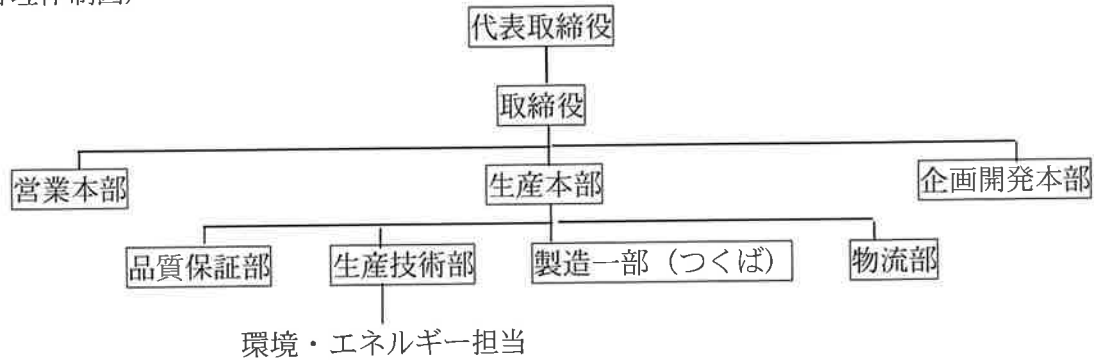 代表取締役
取締役
営業本部
生産本部
企画開発本部
品質保証部
生産技術部
製造一部（つくば）
物流部
環境・エネルギー担当